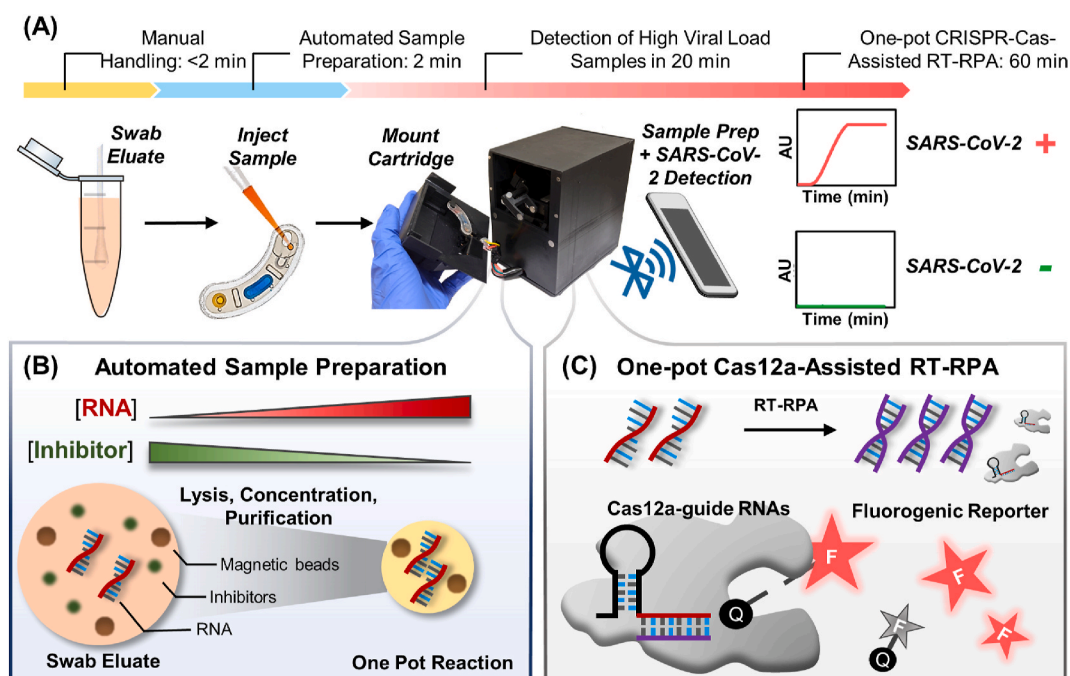 (A)
Manual
Handling: <2 min
Automated Sample
Preparation: 2 min
Detection of High Viral Load
Samples in 20 min
One-pot CRISPR-Cas-
Assisted RT-RPA: 60 min
Swab
Eluate
Inject
Sample
Mount
Cartridge
Sample Prep
+ SARS-CoV-
2 Detection
AU
Time (min)
SARS-CoV-2 +
AU
Time (min)
SARS-CoV-2 -
(B) Automated Sample Preparation
[RNA]
[Inhibitor]
Lysis, Concentration,
Purification
Magnetic beads
Inhibitors
RNA
Swab Eluate
One Pot Reaction
(C) One-pot Cas12a-Assisted RT-RPA
RT-RPA
Cas12a-guide RNAs
Fluorogenic Reporter
F
Q
F
F
Q
F